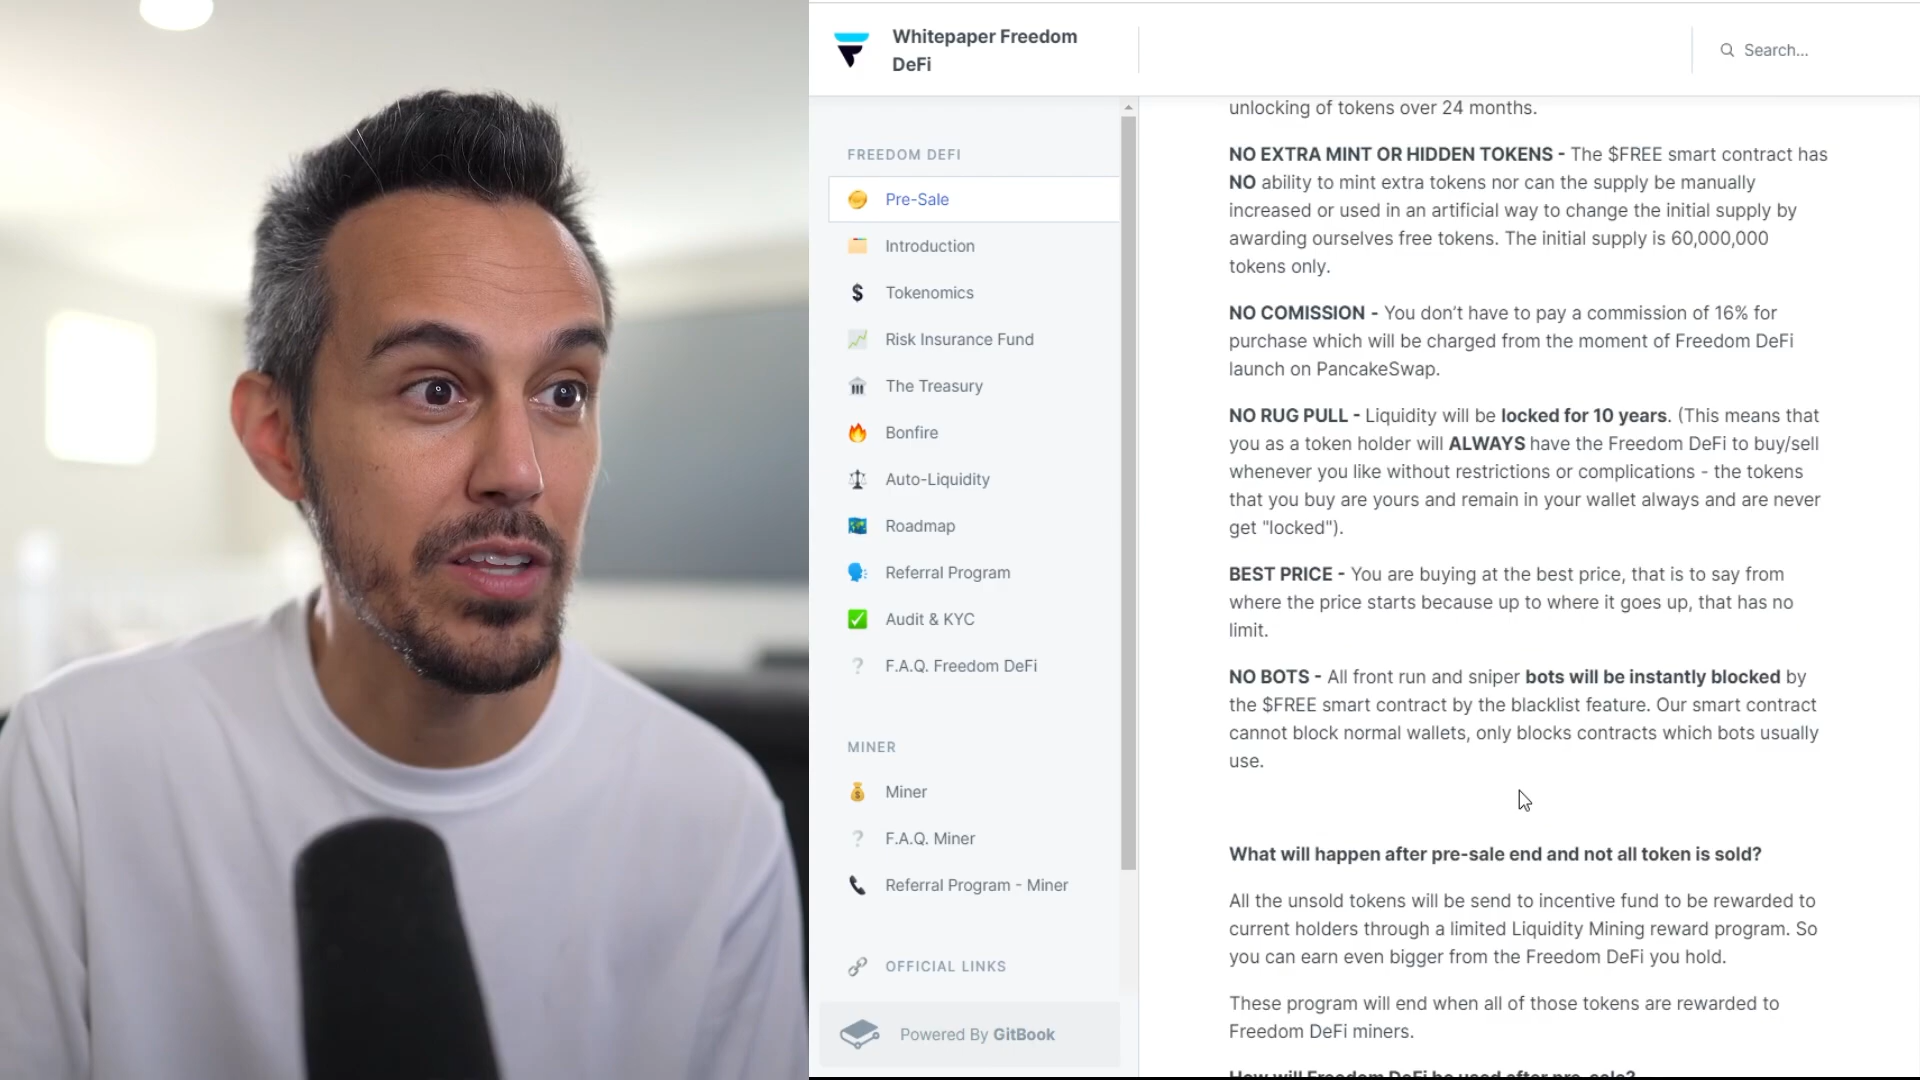 Whitepaper Freedom
DeFi
Search...
FREEDOM DEFI
Pre-Sale
Introduction
Tokenomics
Risk Insurance Fund
The Treasury
Bonfire
Auto-Liquidity
Roadmap
Referral Program
Audit & KYC
F.A.Q. Freedom DeFi
MINER
Miner
F.A.Q. Miner
Referral Program - Miner
OFFICIAL LINKS
Powered By GitBook
unlocking of tokens over 24 months.
NO EXTRA MINT OR HIDDEN TOKENS - The $FREE smart contract has
NO ability to mint extra tokens nor can the supply be manually
increased or used in an artificial way to change the initial supply by
awarding ourselves free tokens. The initial supply is 60,000,000
tokens only.
NO COMISSION - You don't have to pay a commission of 16% for
purchase which will be charged from the moment of Freedom DeFi
launch on PancakeSwap.
NO RUG PULL - Liquidity will be locked for 10 years. (This means that
you as a token holder will ALWAYS have the Freedom DeFi to buy/sell
whenever you like without restrictions or complications - the tokens
that you buy are yours and remain in your wallet always and are never
get "locked").
BEST PRICE - You are buying at the best price, that is to say from
where the price starts because up to where it goes up, that has no
limit.
NO BOTS - All front run and sniper bots will be instantly blocked by
the $FREE smart contract by the blacklist feature. Our smart contract
cannot block normal wallets, only blocks contracts which bots usually
use.
What will happen after pre-sale end and not all token is sold?
All the unsold tokens will be send to incentive fund to be rewarded to
current holders through a limited Liquidity Mining reward program. So
you can earn even bigger from the Freedom DeFi you hold.
These program will end when all of those tokens are rewarded to
Freedom DeFi miners.
How will Freedom DeFi be used after pre-sale?